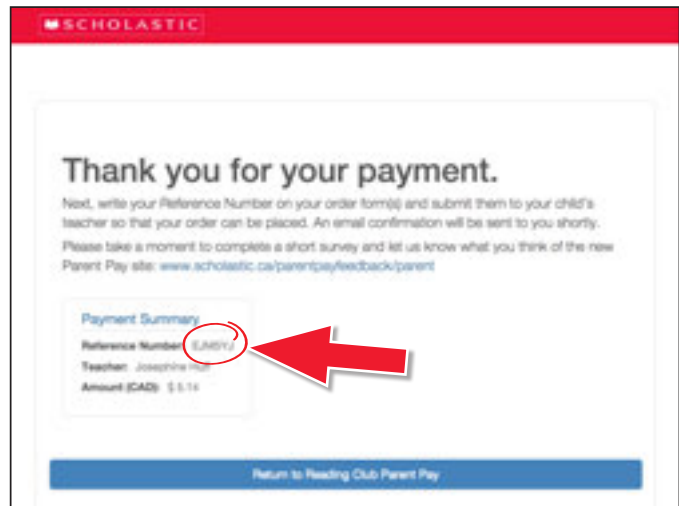 SCHOLASTIC
Thank you for your payment.
Next, write your Reference Number on your order form(s) and submit them to your child's
teacher so that your order can be placed. An email confirmation will be sent to you shortly.
Please take a moment to complete a short survey and let us know what you think of the new
Parent Pay site: www.scholastic.ca/parentpayfeedback/parent
Payment Summary
Reference Number:
Teacher: Josephine
Amount (CAD):
Return to Reading Club Parent Pay